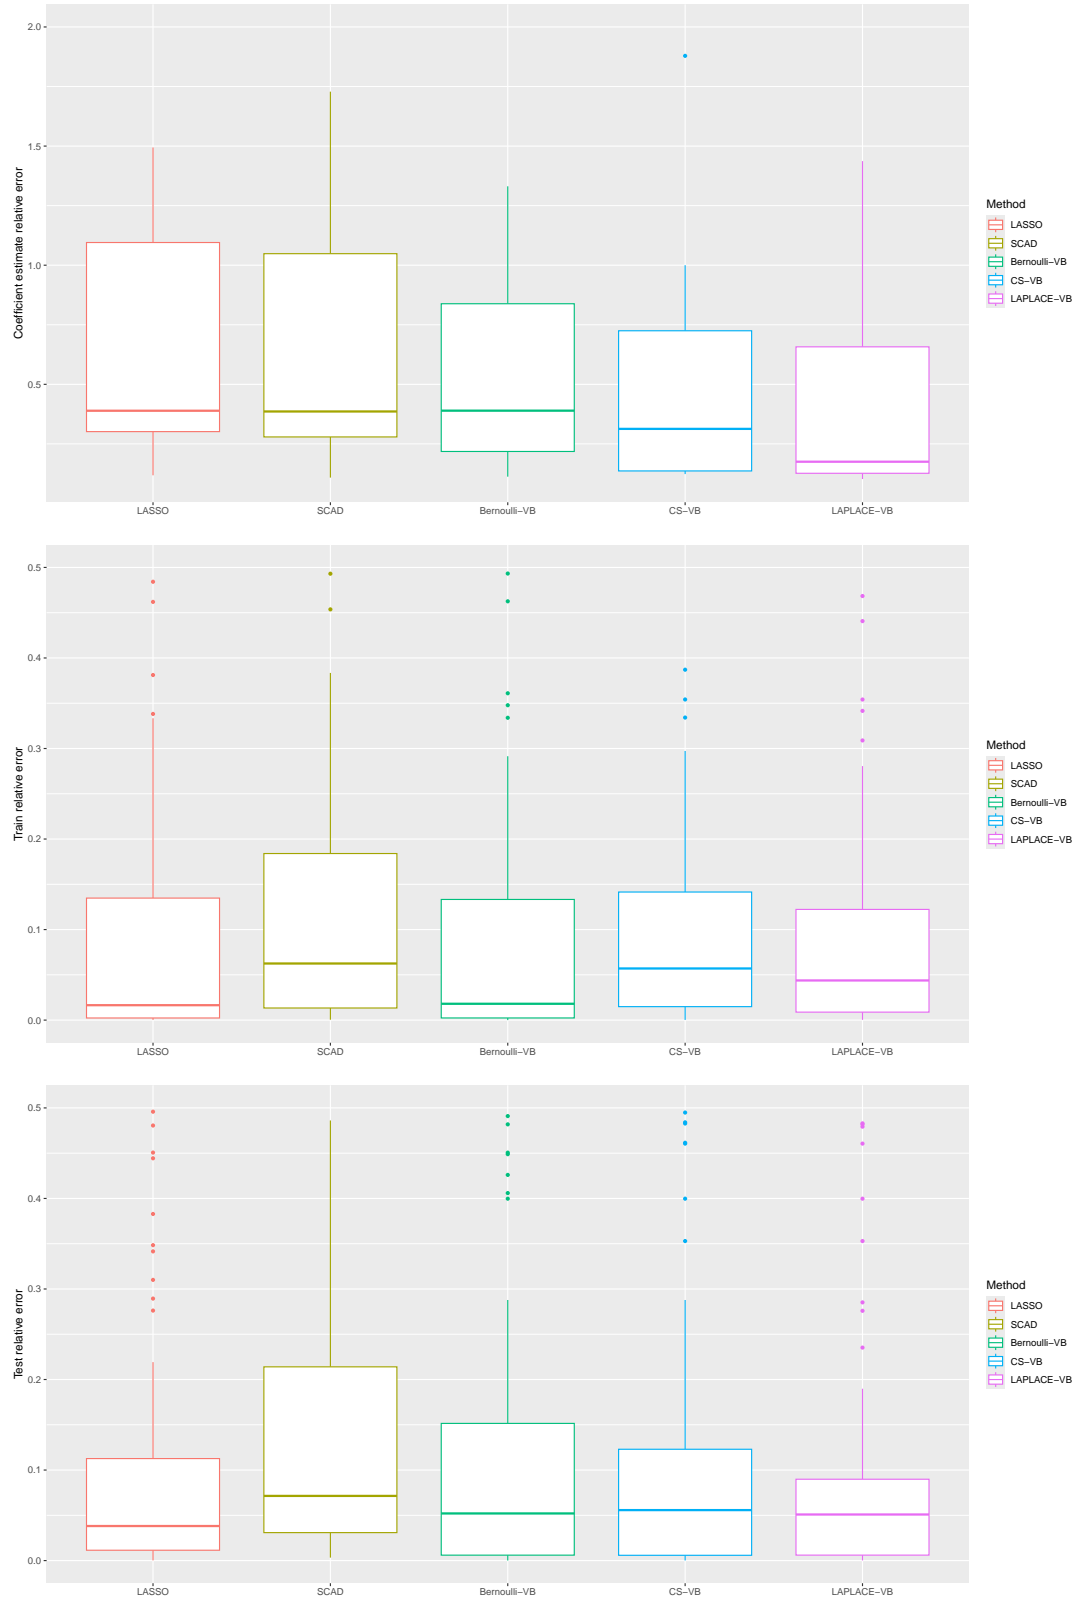 Coefficient estimate relative error
2.0
1.5
1.0
0.5
LASSO SCAD Bernoulli−VB CS−VB LAPLACE−VB
Method
LASSO
SCAD
Bernoulli−VB
CS−VB
LAPLACE−VB
Train relative error
0.5
0.4
0.3
0.2
0.1
0.0
LASSO SCAD Bernoulli−VB CS−VB LAPLACE−VB
Method
LASSO
SCAD
Bernoulli−VB
CS−VB
LAPLACE−VB
Test relative error
0.5
0.4
0.3
0.2
0.1
0.0
LASSO SCAD Bernoulli−VB CS−VB LAPLACE−VB
Method
LASSO
SCAD
Bernoulli−VB
CS−VB
LAPLACE−VB